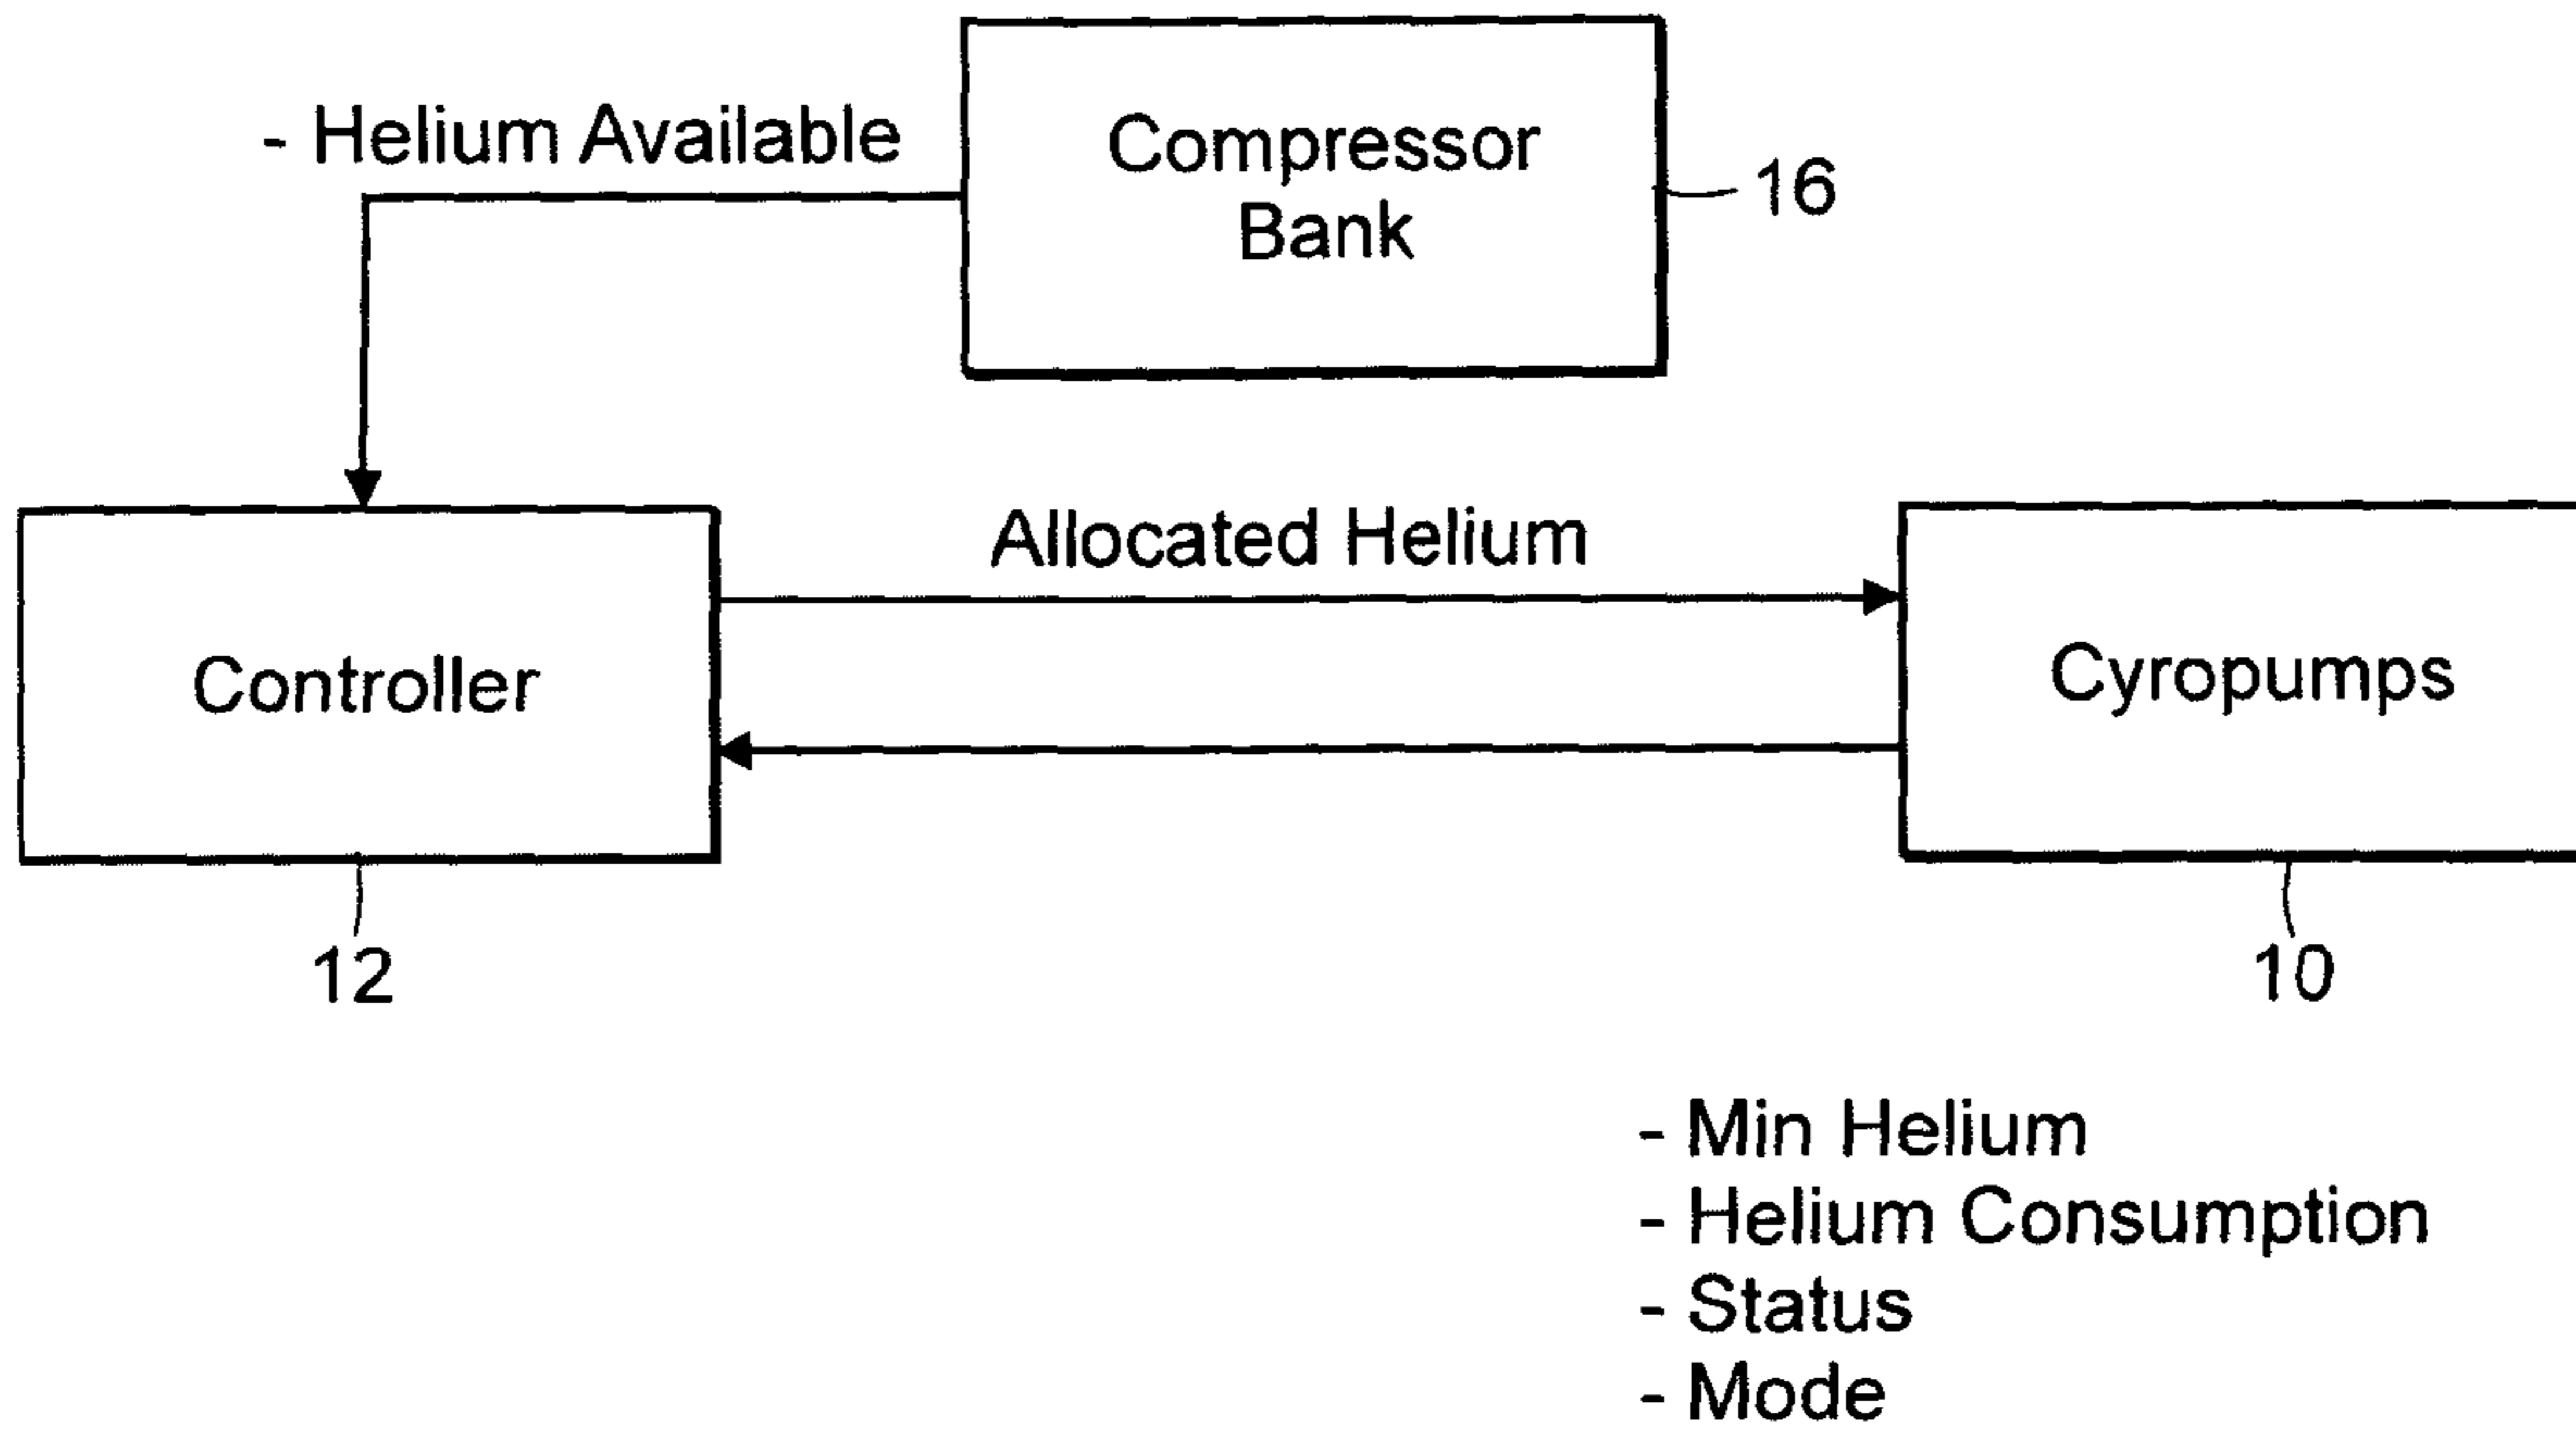 - Helium Available
Compressor
Bank
16
Allocated Helium
Controller
Cyropumps
12
10
- Min Helium
- Helium Consumption
- Status
- Mode